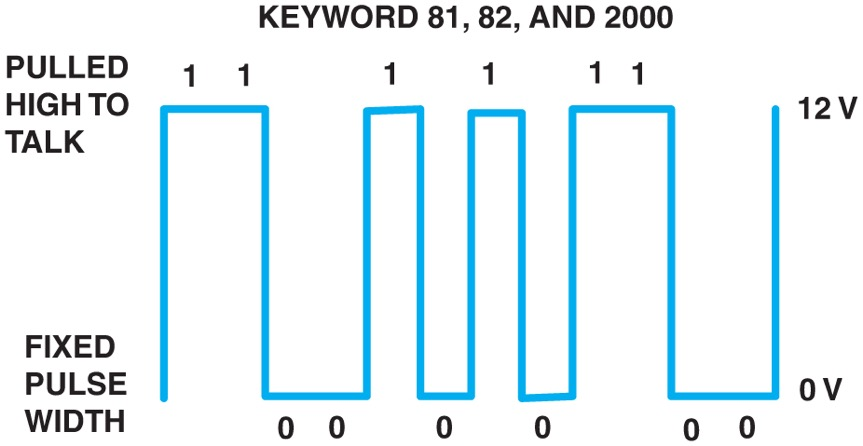 KEYWORD 81, 82, AND 2000
PULLED
HIGH TO
TALK
1 1 1 1 1 1
12 V
FIXED
PULSE
WIDTH
0 V
0 0 0 0 0 0